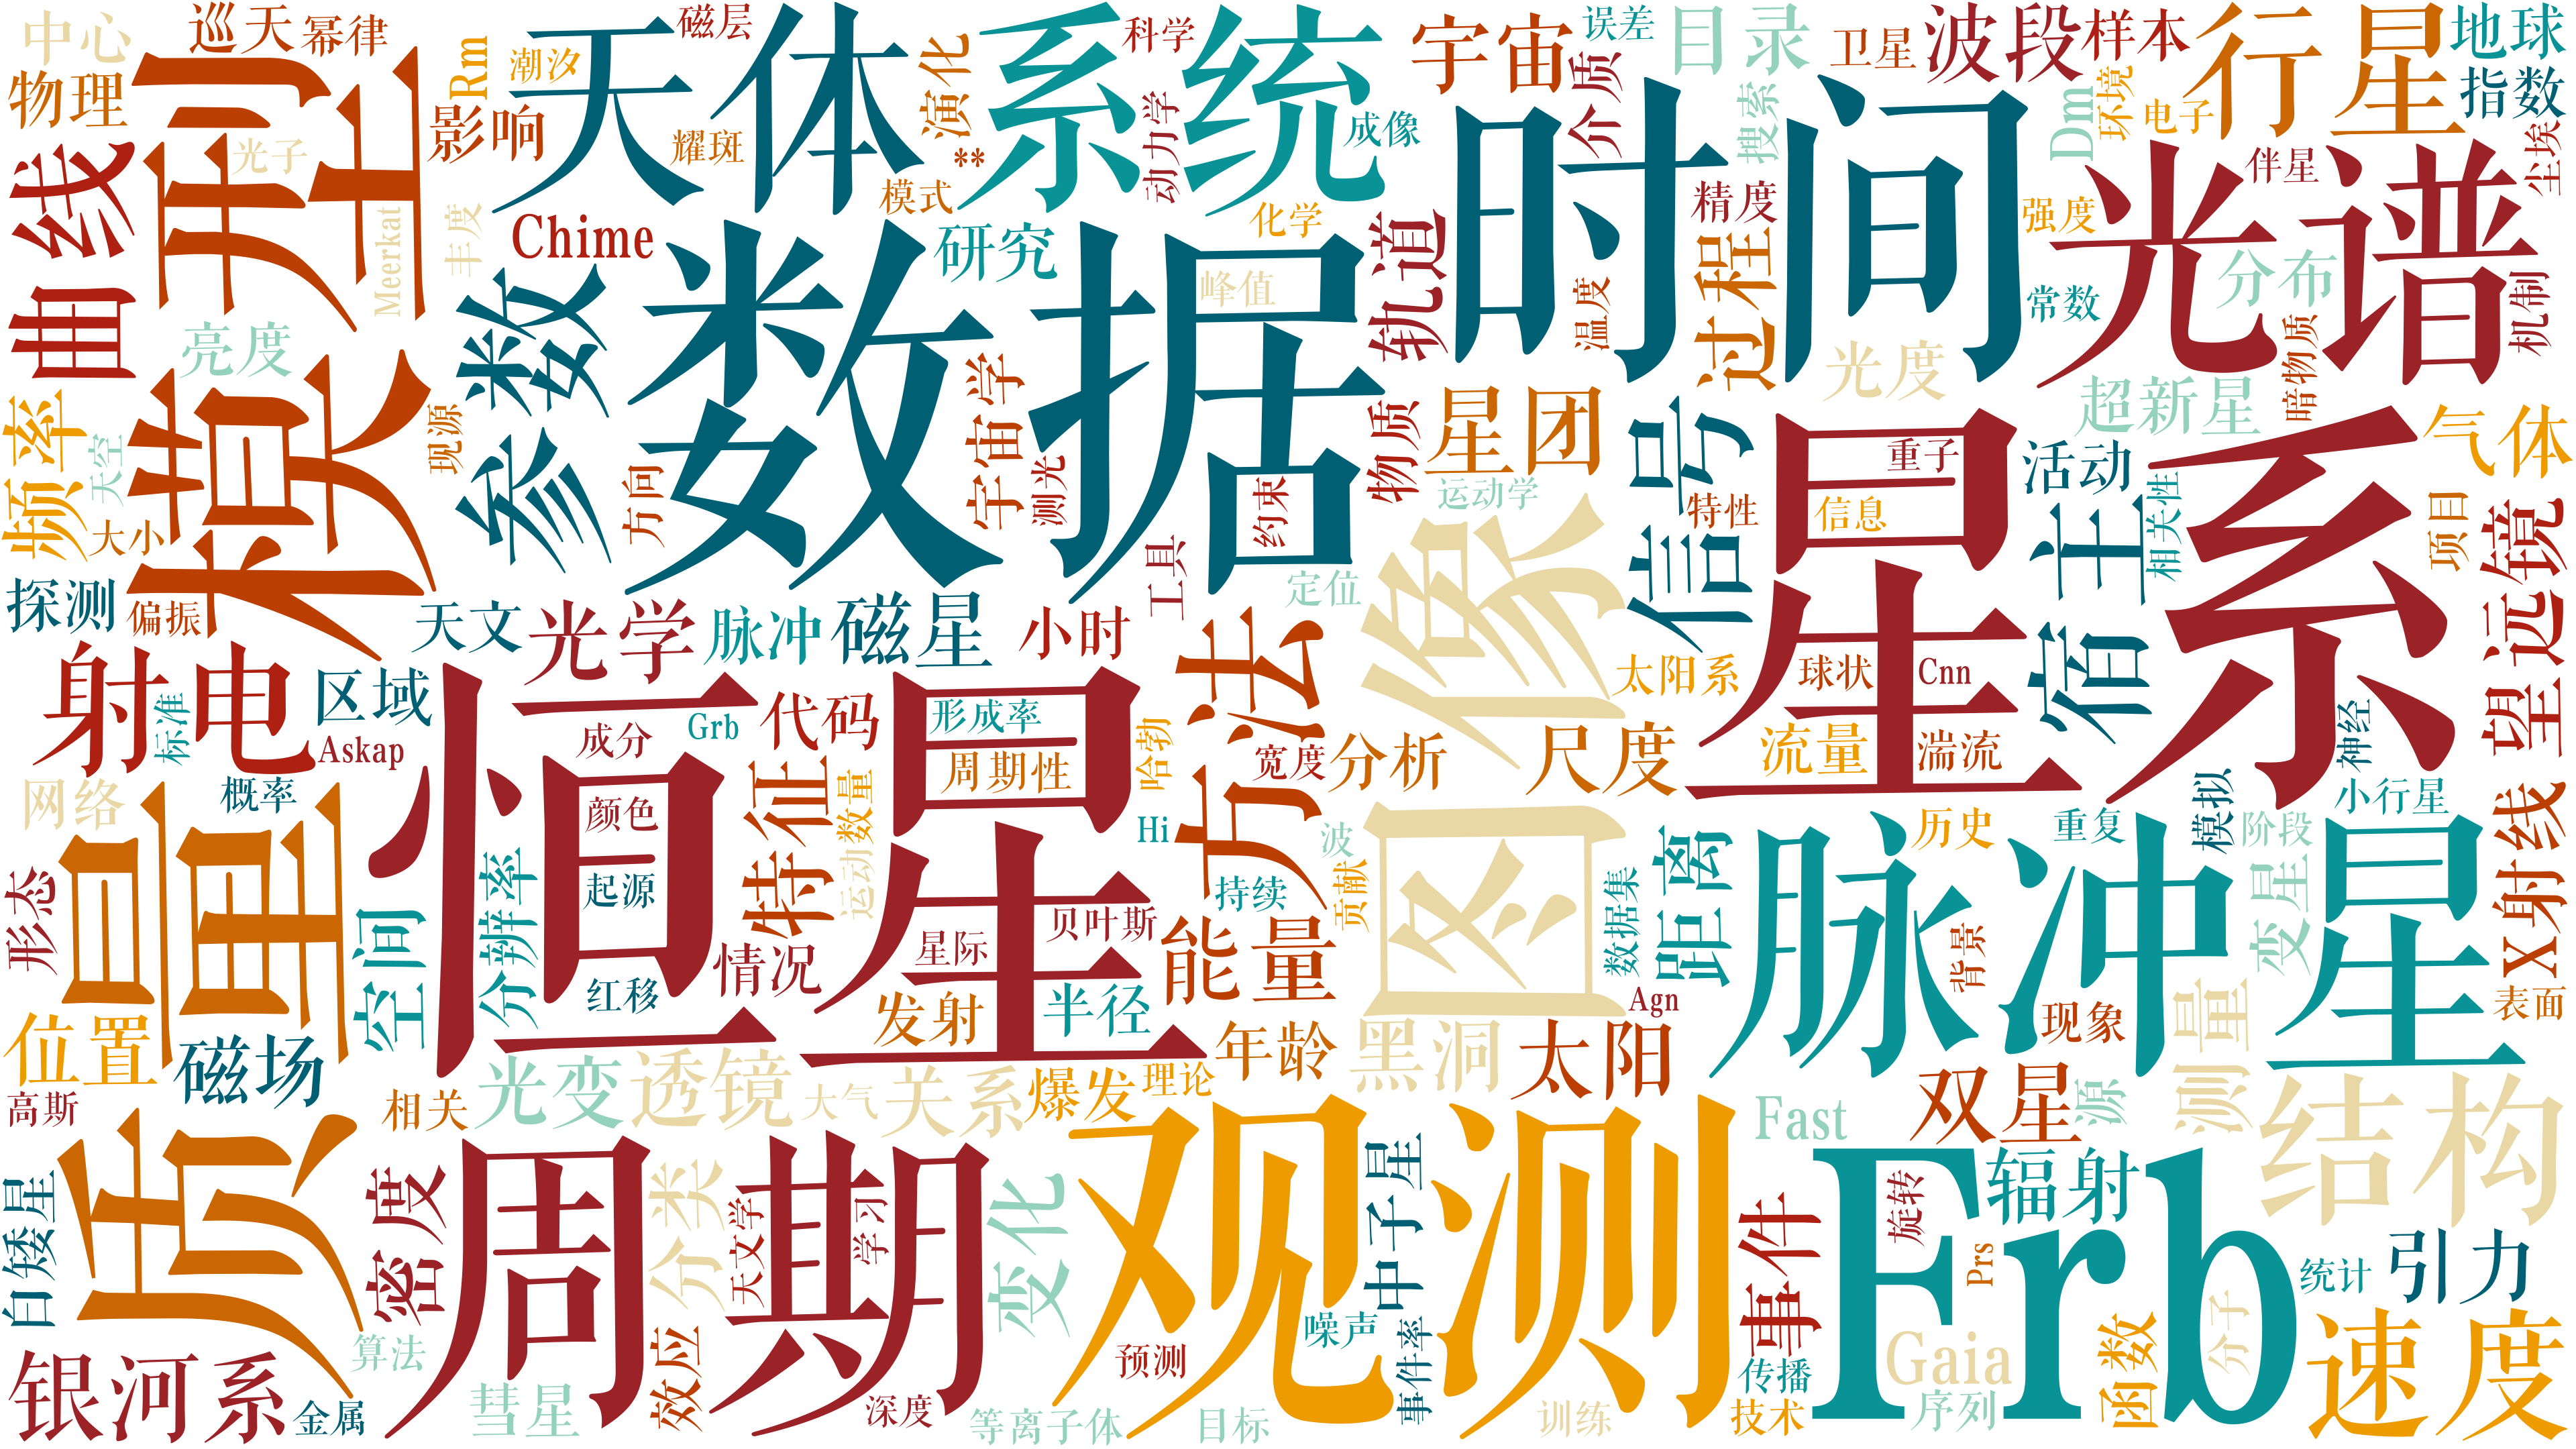 中心
巡天
幂律
Rm
潮汐
磁层
天体
演化
系统
科学
宇宙
误差
目录
卫星
波段
样本
行星
地球
物理
模型
影响
耀斑
模式
**
动力学
成像
介质
时间
搜索
Dm
环境
电子
指数
光子
曲线
Meerkat
丰度
Chime
数据
研究
化学
峰值
轨道
精度
过程
强度
光谱
伴星
尘埃
亮度
参数
温度
常数
分布
机制
暗物质
光度
频率
天空
大小
现源
方向
宇宙学
测光
约束
物质
星团
运动学
信号
特性
信息
重子
星系
超新星
活动
相关性
气体
项目
望远镜
探测
偏振
天文
光学
脉冲
磁星
小时
工具
定位
图像
宿主
射电
标准
区域
Askap
恒星
成分
Grb
代码
形成率
周期性
哈勃
方法
宽度
分析
尺度
太阳系
球状
Cnn
流量
湍流
神经
小行星
X射线
网络
概率
质量
颜色
起源
红移
特征
运动数量
Hi
波
贡献
持续
数据集
距离
脉冲星
历史
重复
模拟
阶段
变星
形态
空间
分辨率
情况
星际
贝叶斯
能量
Agn
背景
现象
测量
表面
位置
磁场
发射
半径
年龄
黑洞
太阳
高斯
相关
光变
透镜
大气
关系
爆发
理论
Fast
双星
源
结构
白矮星
密度
周期
分类
天文学
学习
变化
观测
中子星
事件
Frb
辐射
旋转
Prs
统计
引力
银河系
金属
算法
彗星
效应
深度
等离子体
预测
目标
噪声
事件率
训练
传播
技术
Gaia
序列
函数
分子
速度